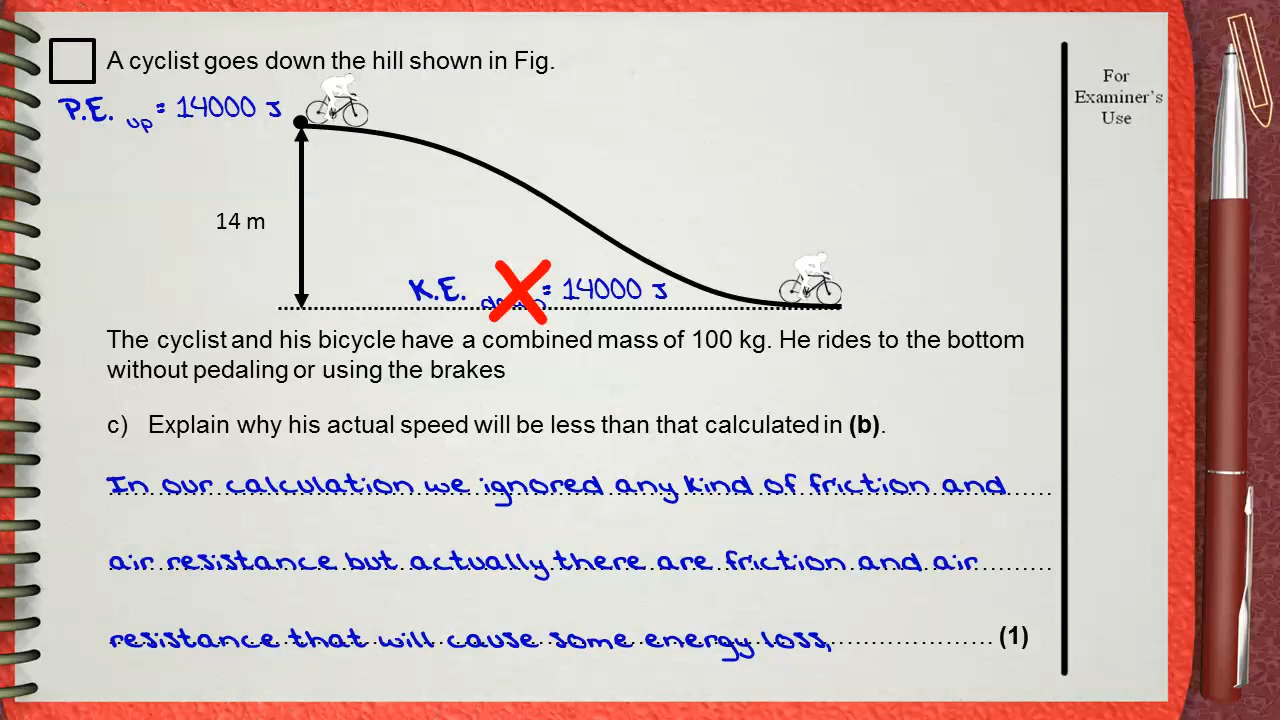 A cyclist goes down the hill shown in Fig.
For
Examiner's
Use
P.E. up = 14000 J
14 m
K.E. down = 14000 J
The cyclist and his bicycle have a combined mass of 100 kg. He rides to the bottom
without pedaling or using the brakes
c) Explain why his actual speed will be less than that calculated in (b).
In our calculation we ignored any kind of friction and
air resistance but actually there are friction and air
resistance that will cause some energy loss, (1)